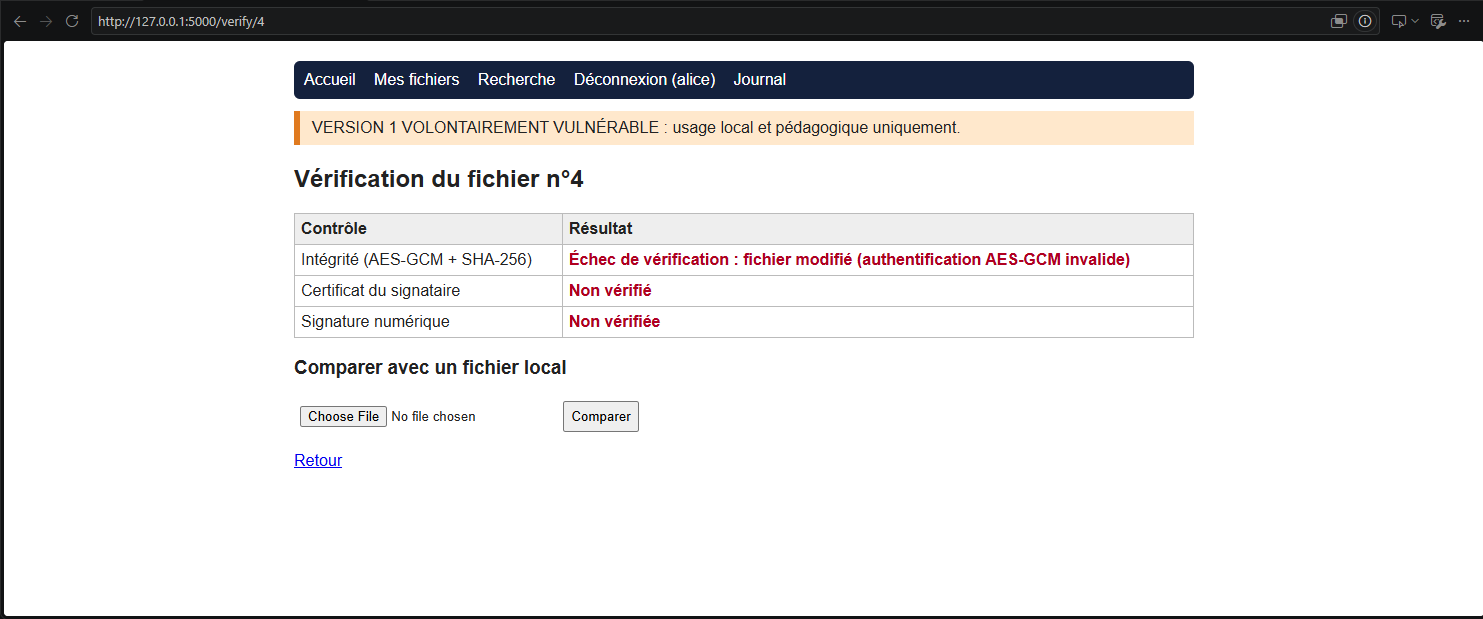 http://127.0.0.1:5000/verify/4
Accueil Mes fichiers Recherche Déconnexion (alice) Journal
VERSION 1 VOLONTAIREMENT VULNÉRABLE : usage local et pédagogique uniquement.
Vérification du fichier n°4
Contrôle Résultat
Intégrité (AES-GCM + SHA-256) Échec de vérification : fichier modifié (authentification AES-GCM invalide)
Certificat du signataire Non vérifié
Signature numérique Non vérifiée
Comparer avec un fichier local
Choose File No file chosen Comparer
Retour